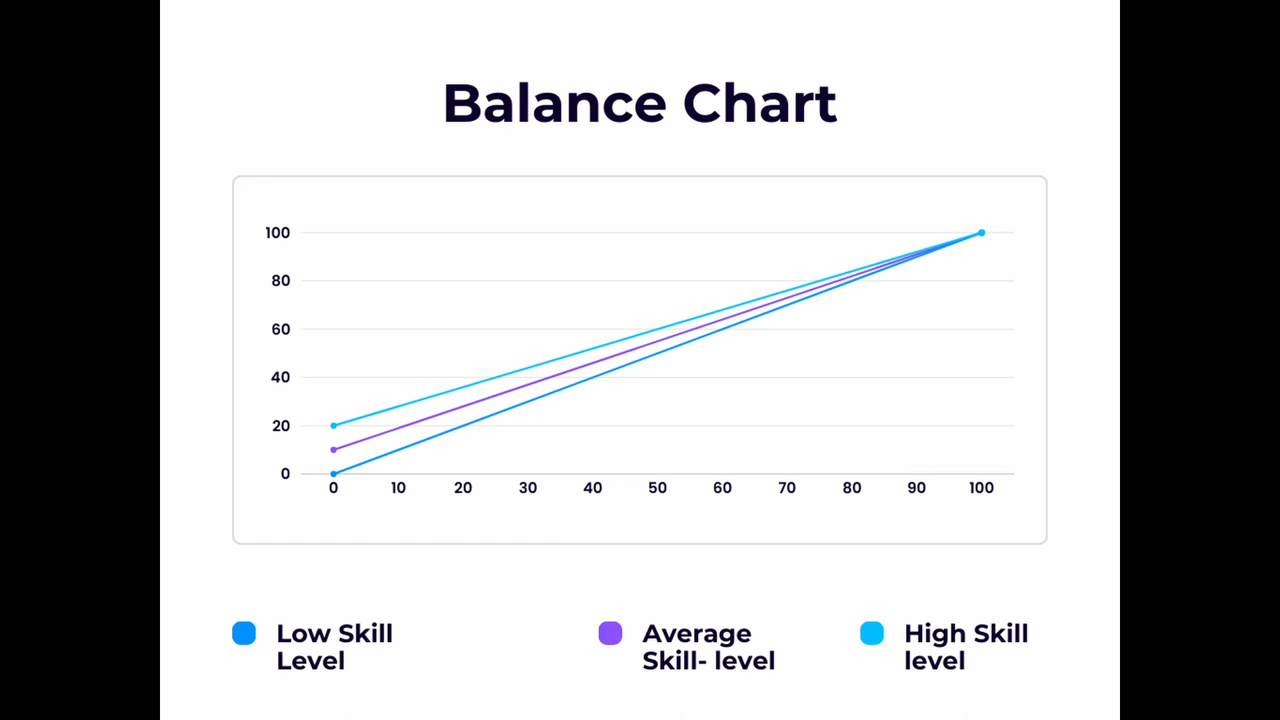 Balance Chart
100
80
60
40
20
0
0 10 20 30 40 50 60 70 80 90 100
Low Skill
Level
Average
Skill- level
High Skill
level